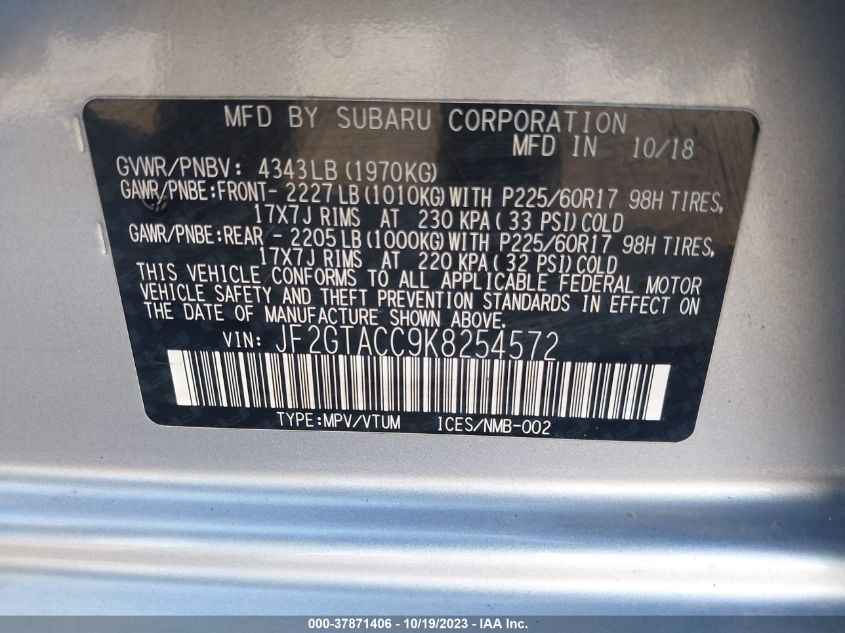 MFD BY SUBARU CORPORATION
MFD IN 10/18
GVWR/PNBV: 4343LB (1970KG)
GAWR/PNBE:FRONT- 2227LB(1010KG)WITH P225/60R17 98H TIRES,
17X7J RIMS AT 230 KPA(33 PSI)COLD
GAWR/PNBE:REAR - 2205LB(1000KG)WITH P225/60R17 98H TIRES,
17X7J RIMS AT 220 KPA(32 PSI)COLD
THIS VEHICLE CONFORMS TO ALL APPLICABLE FEDERAL MOTOR
VEHICLE SAFETY AND THEFT PREVENTION STANDARDS IN EFFECT ON
THE DATE OF MANUFACTURE SHOWN ABOVE.
VIN: JF2GTACC9K8254572
TYPE:MPV/VTUM ICES/NMB-002
000-37871406 - 10/19/2023 - IAA Inc.